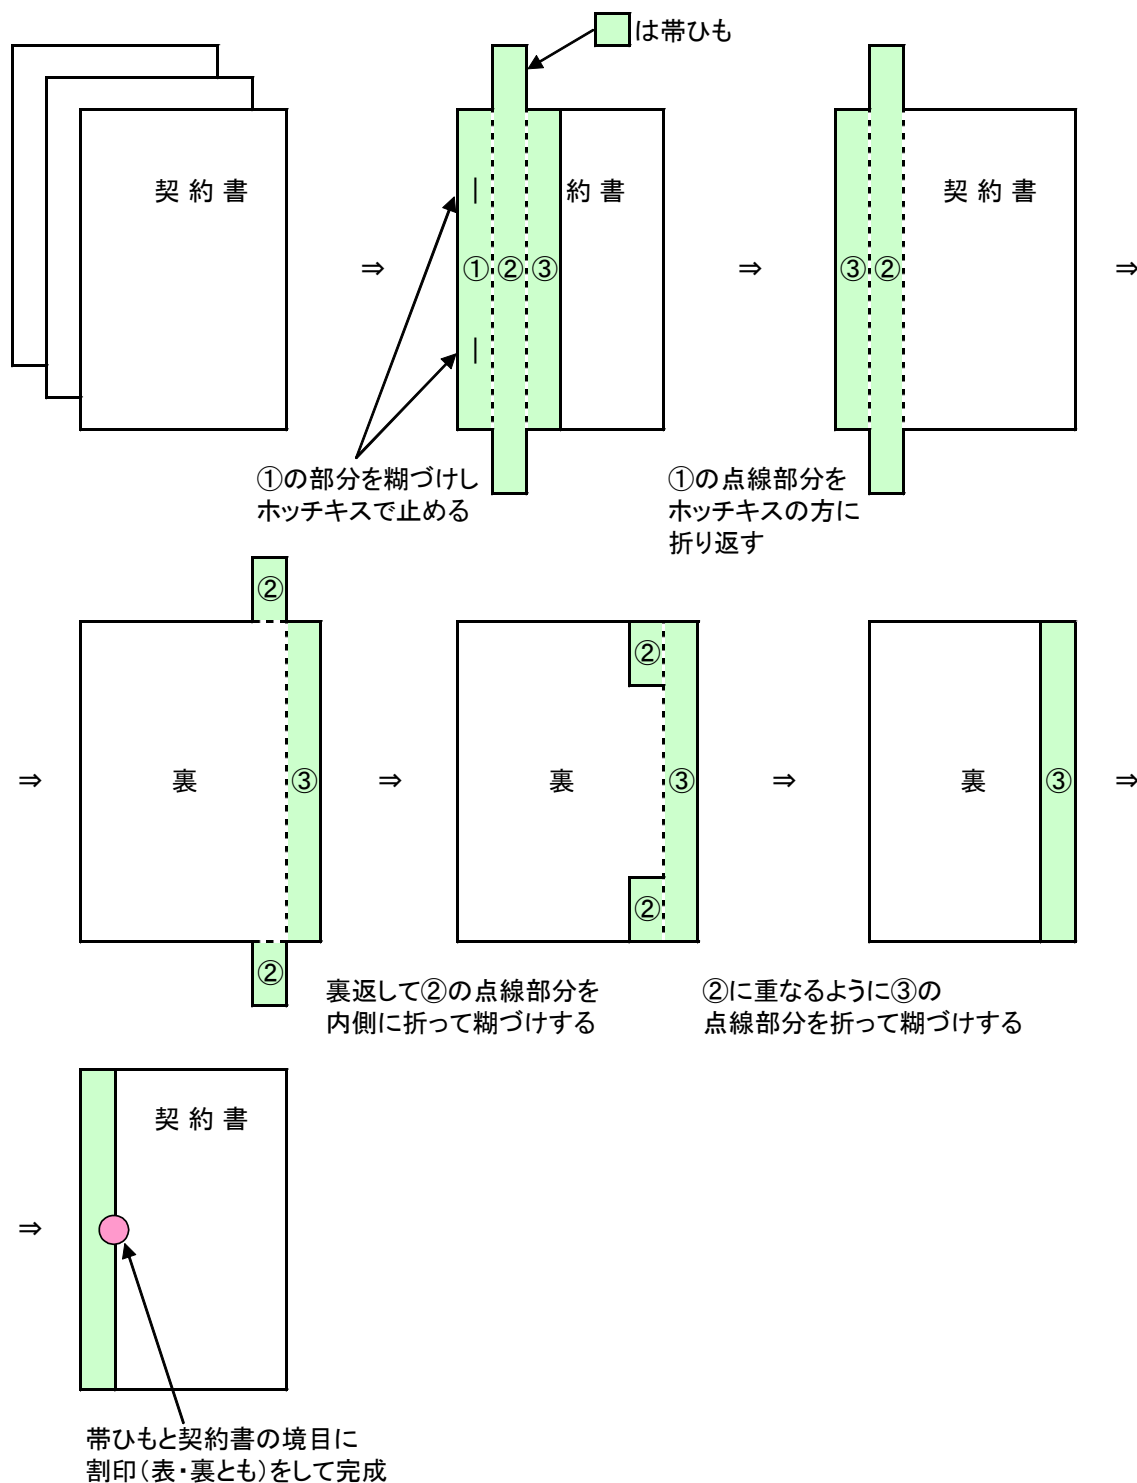 は帯ひも
契約書
⇒
①②③
約書
①の部分を糊づけし
ホッチキスで止める
⇒
③②
契約書
①の点線部分を
ホッチキスの方に
折り返す
⇒
⇒
②
裏
③
②
⇒
②
裏
③
②
裏返して②の点線部分を
内側に折って糊づけする
⇒
裏
③
②に重なるように③の
点線部分を折って糊づけする
⇒
⇒
契約書
帯ひもと契約書の境目に
割印(表・裏とも)をして完成